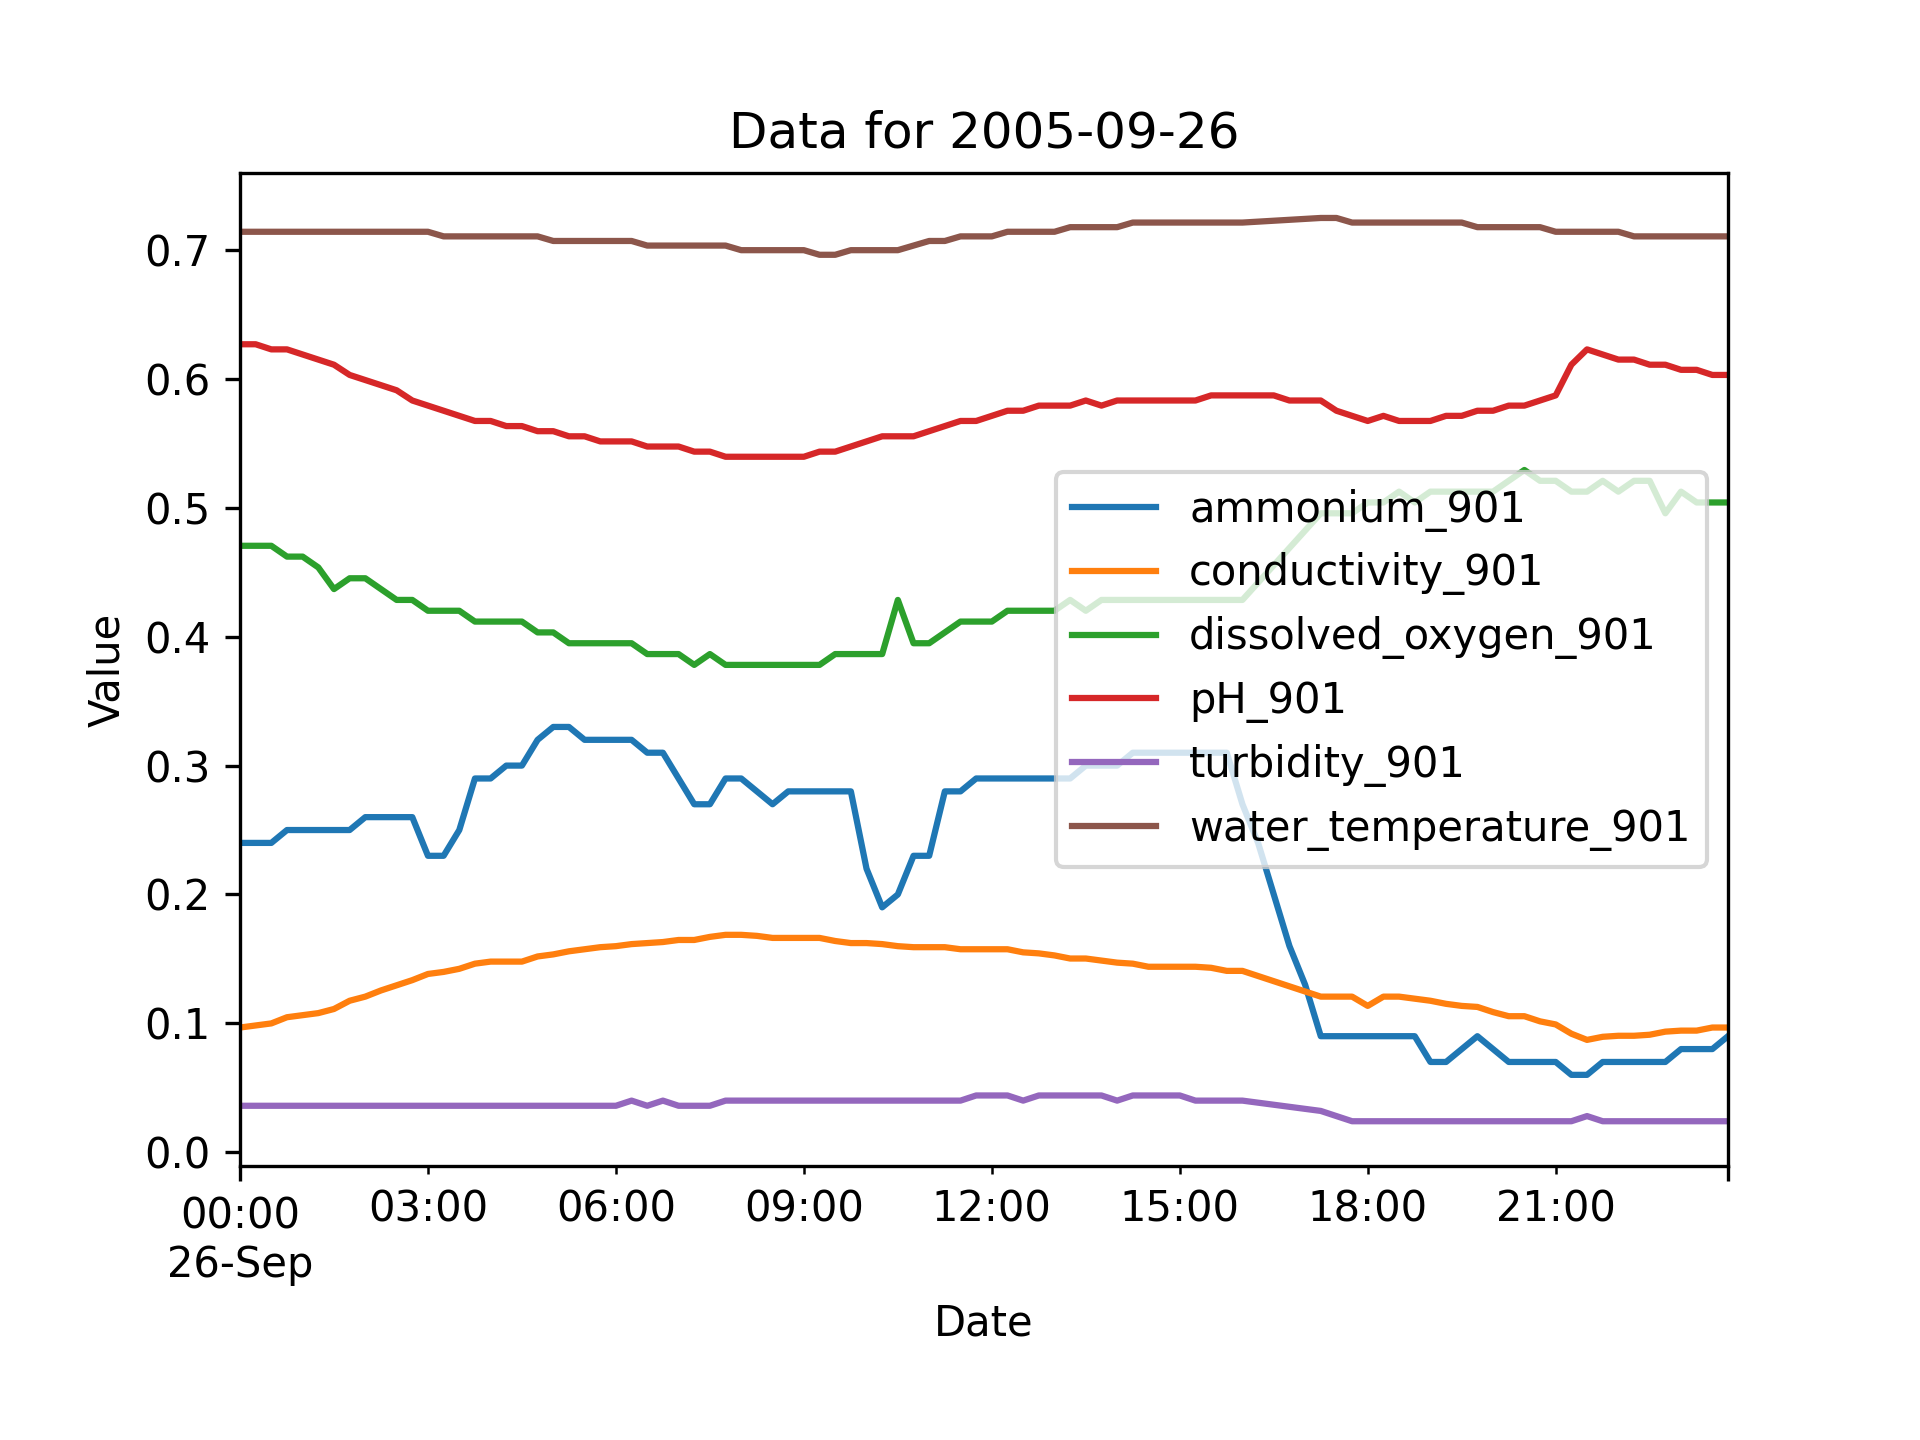 Data for 2005-09-26
Value
0.7
0.6
0.5
0.4
0.3
0.2
0.1
0.0
ammonium_901
conductivity_901
dissolved_oxygen_901
pH_901
turbidity_901
water_temperature_901
00:00 03:00 06:00 09:00 12:00 15:00 18:00 21:00
26-Sep
Date